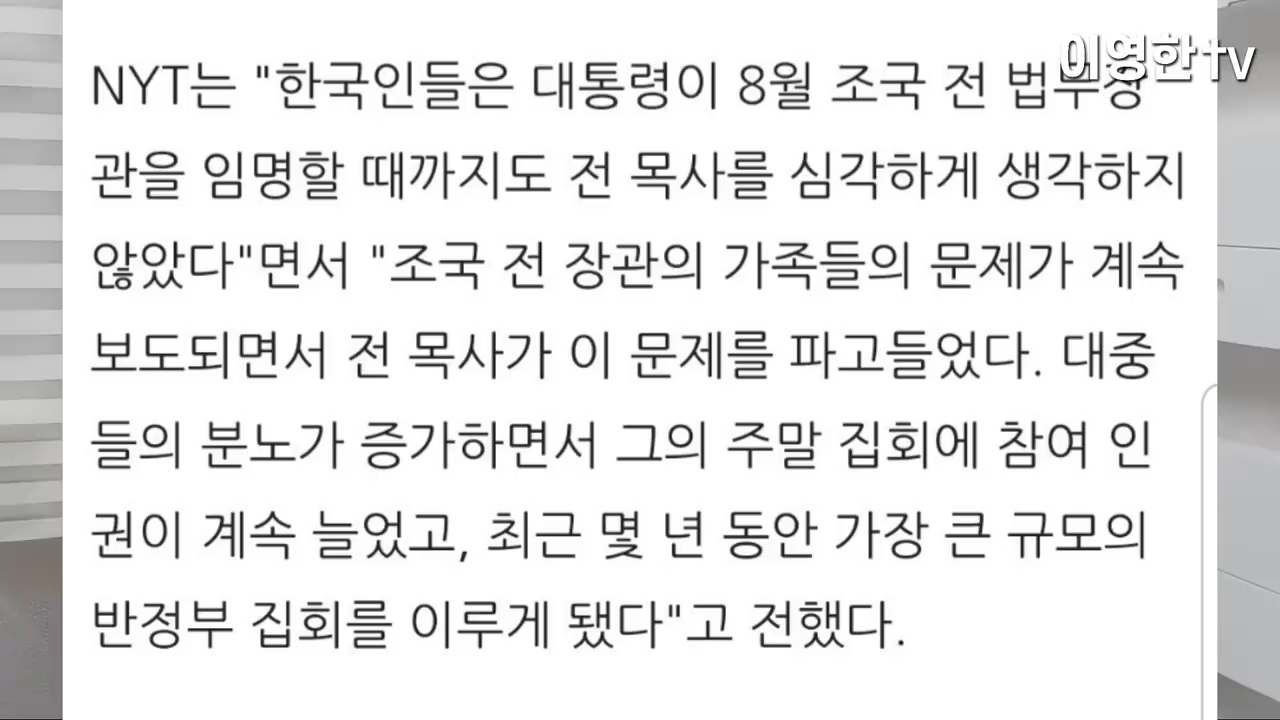 이영한tv
NYT는 "한국인들은 대통령이 8월 조국 전 법무장
관을 임명할 때까지도 전 목사를 심각하게 생각하지
않았다"면서 "조국 전 장관의 가족들의 문제가 계속
보도되면서 전 목사가 이 문제를 파고들었다. 대중
들의 분노가 증가하면서 그의 주말 집회에 참여 인
권이 계속 늘었고, 최근 몇 년 동안 가장 큰 규모의
반정부 집회를 이루게 됐다"고 전했다.